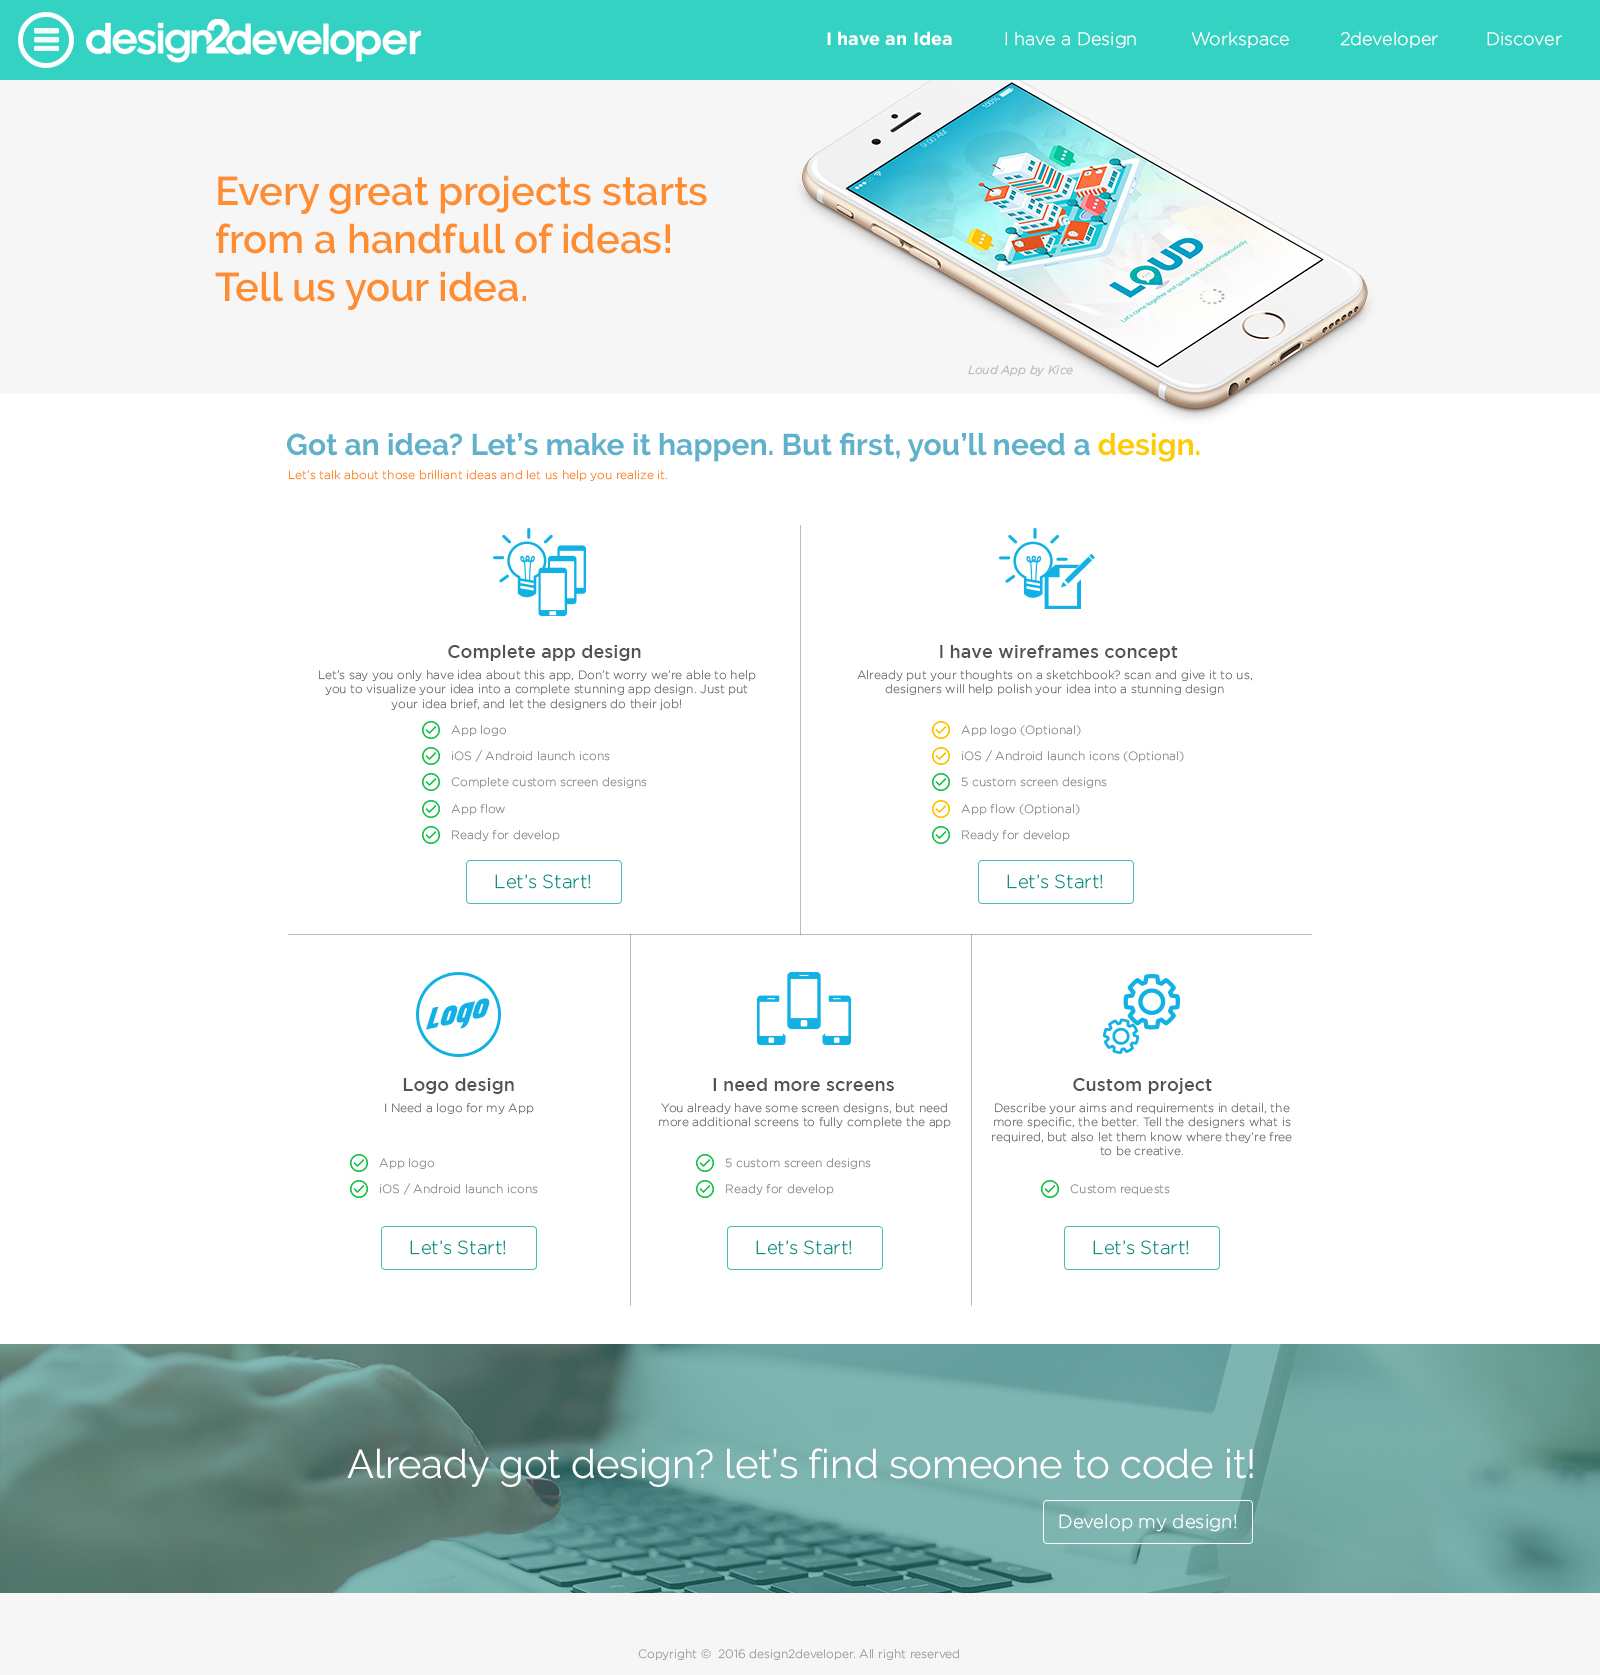 design2developer
I have an Idea
I have a Design
Workspace
2developer
Discover
Every great projects starts
from a handfull of ideas!
Tell us your idea.
9:00 AM
100%
LOUD
Let's come together and speak out loud inconspicuously
Loud App by Kice
Got an idea? Let's make it happen. But first, you'll need a design.
Let's talk about those brilliant ideas and let us help you realize it.
Complete app design
Let's say you only have idea about this app, Don't worry we're able to help
you to visualize your idea into a complete stunning app design. Just put
your idea brief, and let the designers do their job!
App logo
iOS / Android launch icons
Complete custom screen designs
App flow
Ready for develop
Let's Start!
I have wireframes concept
Already put your thoughts on a sketchbook? scan and give it to us,
designers will help polish your idea into a stunning design
App logo (Optional)
iOS / Android launch icons (Optional)
5 custom screen designs
App flow (Optional)
Ready for develop
Let's Start!
Logo
Logo design
I Need a logo for my App
App logo
iOS / Android launch icons
Let's Start!
I need more screens
You already have some screen designs, but need
more additional screens to fully complete the app
5 custom screen designs
Ready for develop
Let's Start!
Custom project
Describe your aims and requirements in detail, the
more specific, the better. Tell the designers what is
required, but also let them know where they're free
to be creative.
Custom requests
Let's Start!
Already got design? let's find someone to code it!
Develop my design!
Copyright © 2016 design2developer. All right reserved